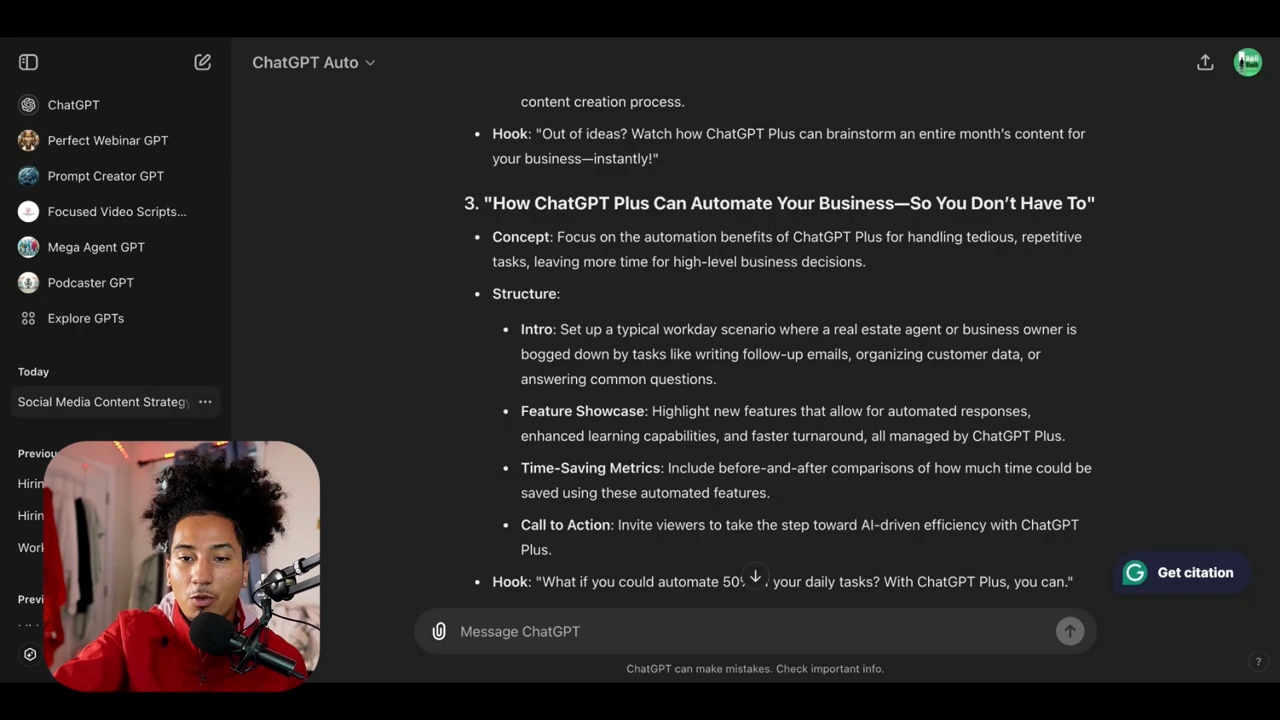 ChatGPT Auto
ChatGPT
Perfect Webinar GPT
Prompt Creator GPT
Focused Video Scripts...
Mega Agent GPT
Podcaster GPT
Explore GPTs
Today
Social Media Content Strategy
Previou
Hirin
Hirin
Work
Previ
content creation process.
• Hook: "Out of ideas? Watch how ChatGPT Plus can brainstorm an entire month's content for
your business—instantly!"
3. "How ChatGPT Plus Can Automate Your Business—So You Don't Have To"
• Concept: Focus on the automation benefits of ChatGPT Plus for handling tedious, repetitive
tasks, leaving more time for high-level business decisions.
• Structure:
• Intro: Set up a typical workday scenario where a real estate agent or business owner is
bogged down by tasks like writing follow-up emails, organizing customer data, or
answering common questions.
• Feature Showcase: Highlight new features that allow for automated responses,
enhanced learning capabilities, and faster turnaround, all managed by ChatGPT Plus.
• Time-Saving Metrics: Include before-and-after comparisons of how much time could be
saved using these automated features.
• Call to Action: Invite viewers to take the step toward AI-driven efficiency with ChatGPT
Plus.
• Hook: "What if you could automate 50% your daily tasks? With ChatGPT Plus, you can."
Get citation
Message ChatGPT
ChatGPT can make mistakes. Check important info.
?